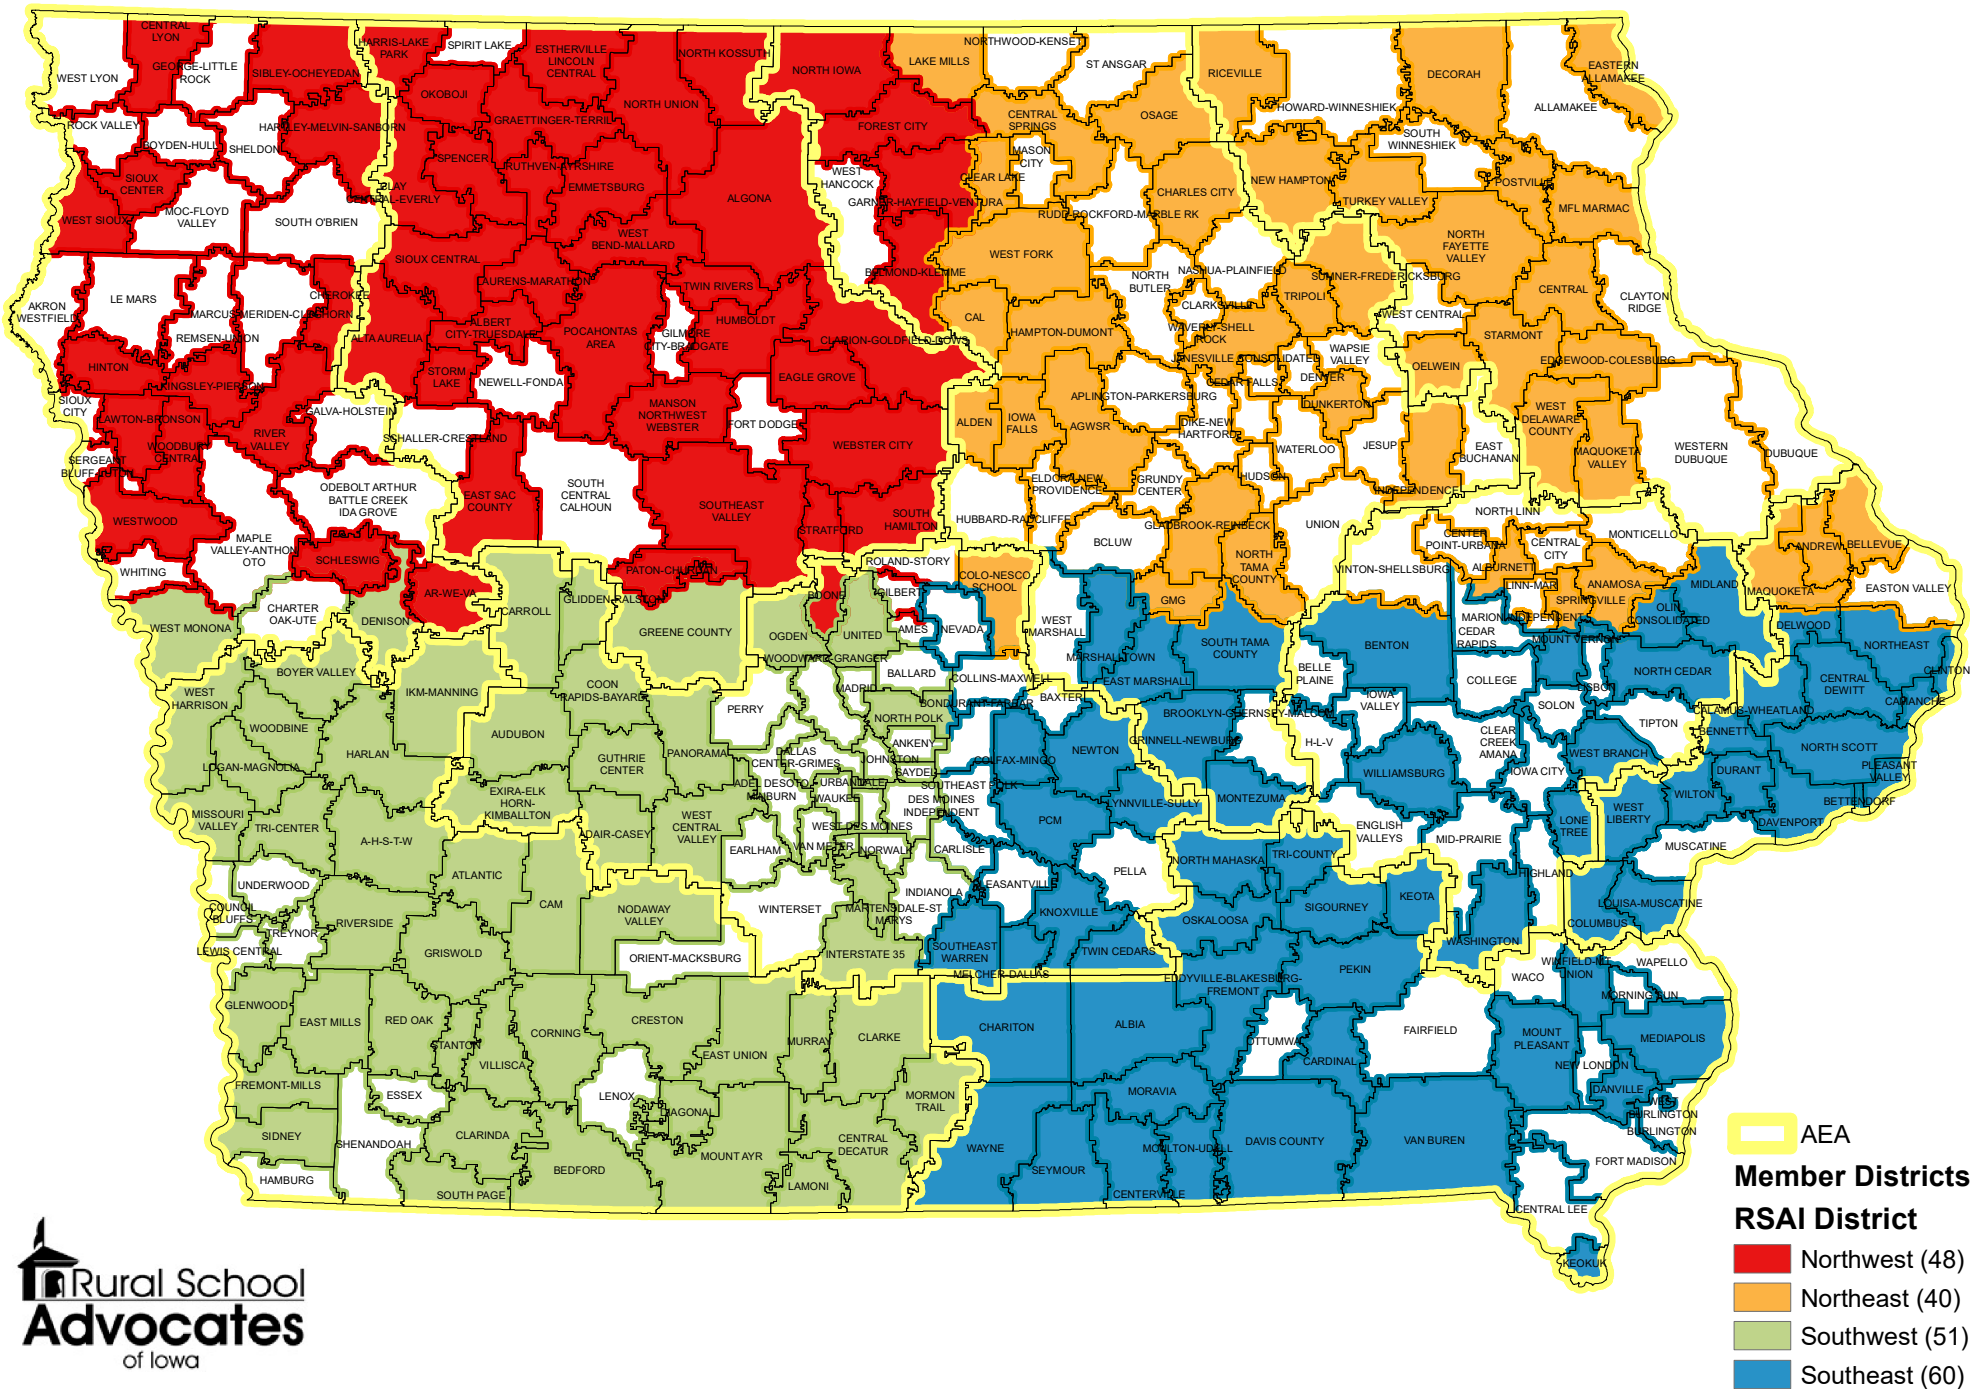 CENTRAL
LYON
WEST LYON
GEORGE-LITTLE
ROCK
SIBLEY-OCHEYEDAN
HARRIS-LAKE
PARK
SPIRIT LAKE
ESTHERVILLE
LINCOLN
CENTRAL
NORTH KOSSUTH
NORTH IOWA
LAKE MILLS
NORTHWOOD-KENSET
ST ANSGAR
RICEVILLE
DECORAH
EASTERN
ALLAMAKEE
ALLAMAKEE
HOWARD-WINNESHIEK
SOUTH
WINNESHIEK
OKOBOJI
NORTH UNION
GRAETTINGER-TERRIL
FOREST CITY
CENTRAL
SPRINGS
OSAGE
ROCK VALLEY
BOYDEN-HULL
SHELDON
HARTLEY-MELVIN-SANBORN
SPENCER
RUTHVEN-AYRSHIRE
EMMETSBURG
ALGONA
WEST
HANCOCK
MASON
CITY
CLEAR LAKE
CHARLES CITY
NEW HAMPTON
TURKEY VALLEY
POSTVILLE
MFL MARMAC
SIOUX
CENTER
WEST SIOUX
MOC-FLOYD
VALLEY
SOUTH O'BRIEN
CLAY
CENTRAL-EVERLY
GARNER-HAYFIELD-VENTURA
RUDD-ROCKFORD-MARBLE RK
WEST
BEND-MALLARD
WEST FORK
NORTH
FAYETTE
VALLEY
SIOUX CENTRAL
LAURENS-MARATHON
TWIN RIVERS
BELMOND-KLEMME
NORTH
BUTLER
NASHUA-PLAINFIELD
SUMNER-FREDERICKSBURG
TRIPOLI
CENTRAL
CLAYTON
RIDGE
AKRON
WESTFIELD
LE MARS
CHEROKEE
MARCUS-MERIDEN-CLEGHORN
REMSEN-UNION
ALTA AURELIA
ALBERT
CITY-TRUESDALE
POCAHONTAS
AREA
GILMORE
CITY-BRADGATE
HUMBOLDT
CLARION-GOLDFIELD-DOWS
CAL
HAMPTON-DUMONT
CLARKSVILLE
WAVERLY-SHELL
ROCK
WEST CENTRAL
STARMONT
JANESVILLE CONSOLIDATED
WAPSIE
VALLEY
OELWEIN
EDGEWOOD-COLESBURG
HINTON
KINGSLEY-PIERSON
STORM
LAKE
NEWELL-FONDA
EAGLE GROVE
CEDAR FALLS
DENVER
SIOUX
CITY
LAWTON-BRONSON
GALVA-HOLSTEIN
MANSON
NORTHWEST
WEBSTER
FORT DODGE
APLINGTON-PARKERSBURG
DUNKERTON
WEST
DELAWARE
COUNTY
WOODBURY
CENTRAL
RIVER
VALLEY
SCHALLER-CRESTLAND
WEBSTER CITY
ALDEN
IOWA
FALLS
AGWSR
DIKE-NEW
HARTFORD
WATERLOO
JESUP
EAST
BUCHANAN
MAQUOKETA
VALLEY
WESTERN
DUBUQUE
DUBUQUE
SERGEANT
BLUFF-LUTON
ODEBOLT ARTHUR
BATTLE CREEK
IDA GROVE
EAST SAC
COUNTY
SOUTH
CENTRAL
CALHOUN
SOUTHEAST
VALLEY
ELDORA-NEW
PROVIDENCE
GRUNDY
CENTER
HUDSON
INDEPENDENCE
WESTWOOD
STRATFORD
SOUTH
HAMILTON
HUBBARD-RADCLIFFE
GLADBROOK-REINBECK
UNION
NORTH LINN
MONTICELLO
MAPLE
VALLEY-ANTHON
OTO
BCLUW
CENTER
POINT-URBANA
CENTRAL
CITY
ANDREW
BELLEVUE
WHITING
SCHLESWIG
PATON-CHURDAN
ROLAND-STORY
COLO-NESCO
SCHOOL
NORTH
TAMA
COUNTY
VINTON-SHELLSBURG
ALBURNETT
LINN-MAR
ANAMOSA
MIDLAND
MAQUOKETA
EASTON VALLEY
AR-WE-VA
CARROLL
GLIDDEN-RALSTON
BOONE
GILBERT
GMG
SPRINGVILLE
WEST MONONA
CHARTER
OAK-UTE
DENISON
GREENE COUNTY
OGDEN
UNITED
AMES
NEVADA
WEST
MARSHALL
SOUTH TAMA
COUNTY
BENTON
MARION INDEPENDENT
CEDAR
RAPIDS
MOUNT VERNON
OLIN
CONSOLIDATED
DELWOOD
NORTHEAST
WOODWARD-GRANGER
MARSHALLTOWN
BOYER VALLEY
IKM-MANNING
COON
RAPIDS-BAYARD
MADRID
BALLARD
COLLINS-MAXWELL
EAST MARSHALL
BELLE
PLAINE
COLLEGE
LISBON
NORTH CEDAR
CENTRAL
DEWITT
CLINTON
WEST
HARRISON
WOODBINE
PERRY
NORTH POLK
BONDURANT-FARRAR
BAXTER
BROOKLYN-GUERNSEY-MALCOM
IOWA
VALLEY
SOLON
TIPTON
CALAMUS-WHEATLAND
CAMANCHE
AUDUBON
HARLAN
GUTHRIE
CENTER
PANORAMA
DALLAS
CENTER-GRIMES
ANKENY
JOHNSTON
SAYDEL
COLFAX-MINGO
NEWTON
GRINNELL-NEWBURG
H-L-V
CLEAR
CREEK
AMANA
WEST BRANCH
BENNETT
NORTH SCOTT
PLEASANT
VALLEY
LOGAN-MAGNOLIA
EXIRA-ELK
HORN-
KIMBALLTON
ADEL DESOTO
MINBURN
URBANDALE
WAUKEE
SOUTHEAST POLK
DES MOINES
INDEPENDENT
LYNNVILLE-SULLY
MONTEZUMA
WILLIAMSBURG
IOWA CITY
DURANT
WILTON
BETTENDORF
MISSOURI
VALLEY
TRI-CENTER
A-H-S-T-W
ADAIR-CASEY
WEST
CENTRAL
VALLEY
WEST DES MOINES
PCM
ENGLISH
VALLEYS
MID-PRAIRIE
LONE
TREE
WEST
LIBERTY
DAVENPORT
EARLHAM
VAN METER
NORWALK
CARLISLE
MUSCATINE
UNDERWOOD
ATLANTIC
INDIANOLA
PLEASANTVILLE
PELLA
NORTH MAHASKA
TRI-COUNTY
HIGHLAND
COUNCIL
BLUFFS
TREYNOR
RIVERSIDE
CAM
NODAWAY
VALLEY
WINTERSET
MARTENSDALE-ST
MARYS
KNOXVILLE
OSKALOOSA
SIGOURNEY
KEOTA
LOUISA-MUSCATINE
COLUMBUS
LEWIS CENTRAL
GRISWOLD
ORIENT-MACKSBURG
INTERSTATE 35
SOUTHEAST
WARREN
TWIN CEDARS
WASHINGTON
MELCHER-DALLAS
EDDYVILLE-BLAKESBURG-
FREMONT
PEKIN
WACO
WINFIELD-MT
UNION
WAPELLO
MORNING SUN
GLENWOOD
EAST MILLS
RED OAK
STANTON
VILLISCA
CORNING
CRESTON
EAST UNION
MURRAY
CLARKE
CHARITON
ALBIA
OTTUMWA
CARDINAL
FAIRFIELD
MOUNT
PLEASANT
MEDIAPOLIS
NEW LONDON
DANVILLE
FREMONT-MILLS
ESSEX
LENOX
DIAGONAL
MORMON
TRAIL
MORAVIA
WEST
BURLINGTON
BURLINGTON
SIDNEY
SHENANDOAH
CLARINDA
BEDFORD
MOUNT AYR
CENTRAL
DECATUR
WAYNE
SEYMOUR
MOULTON-UDELL
DAVIS COUNTY
VAN BUREN
FORT MADISON
HAMBURG
SOUTH PAGE
LAMONI
CENTERVILLE
CENTRAL LEE
KEOKUK
AEA
Member Districts
RSAI District
Northwest (48)
Northeast (40)
Southwest (51)
Southeast (60)
Rural School
Advocates
of Iowa